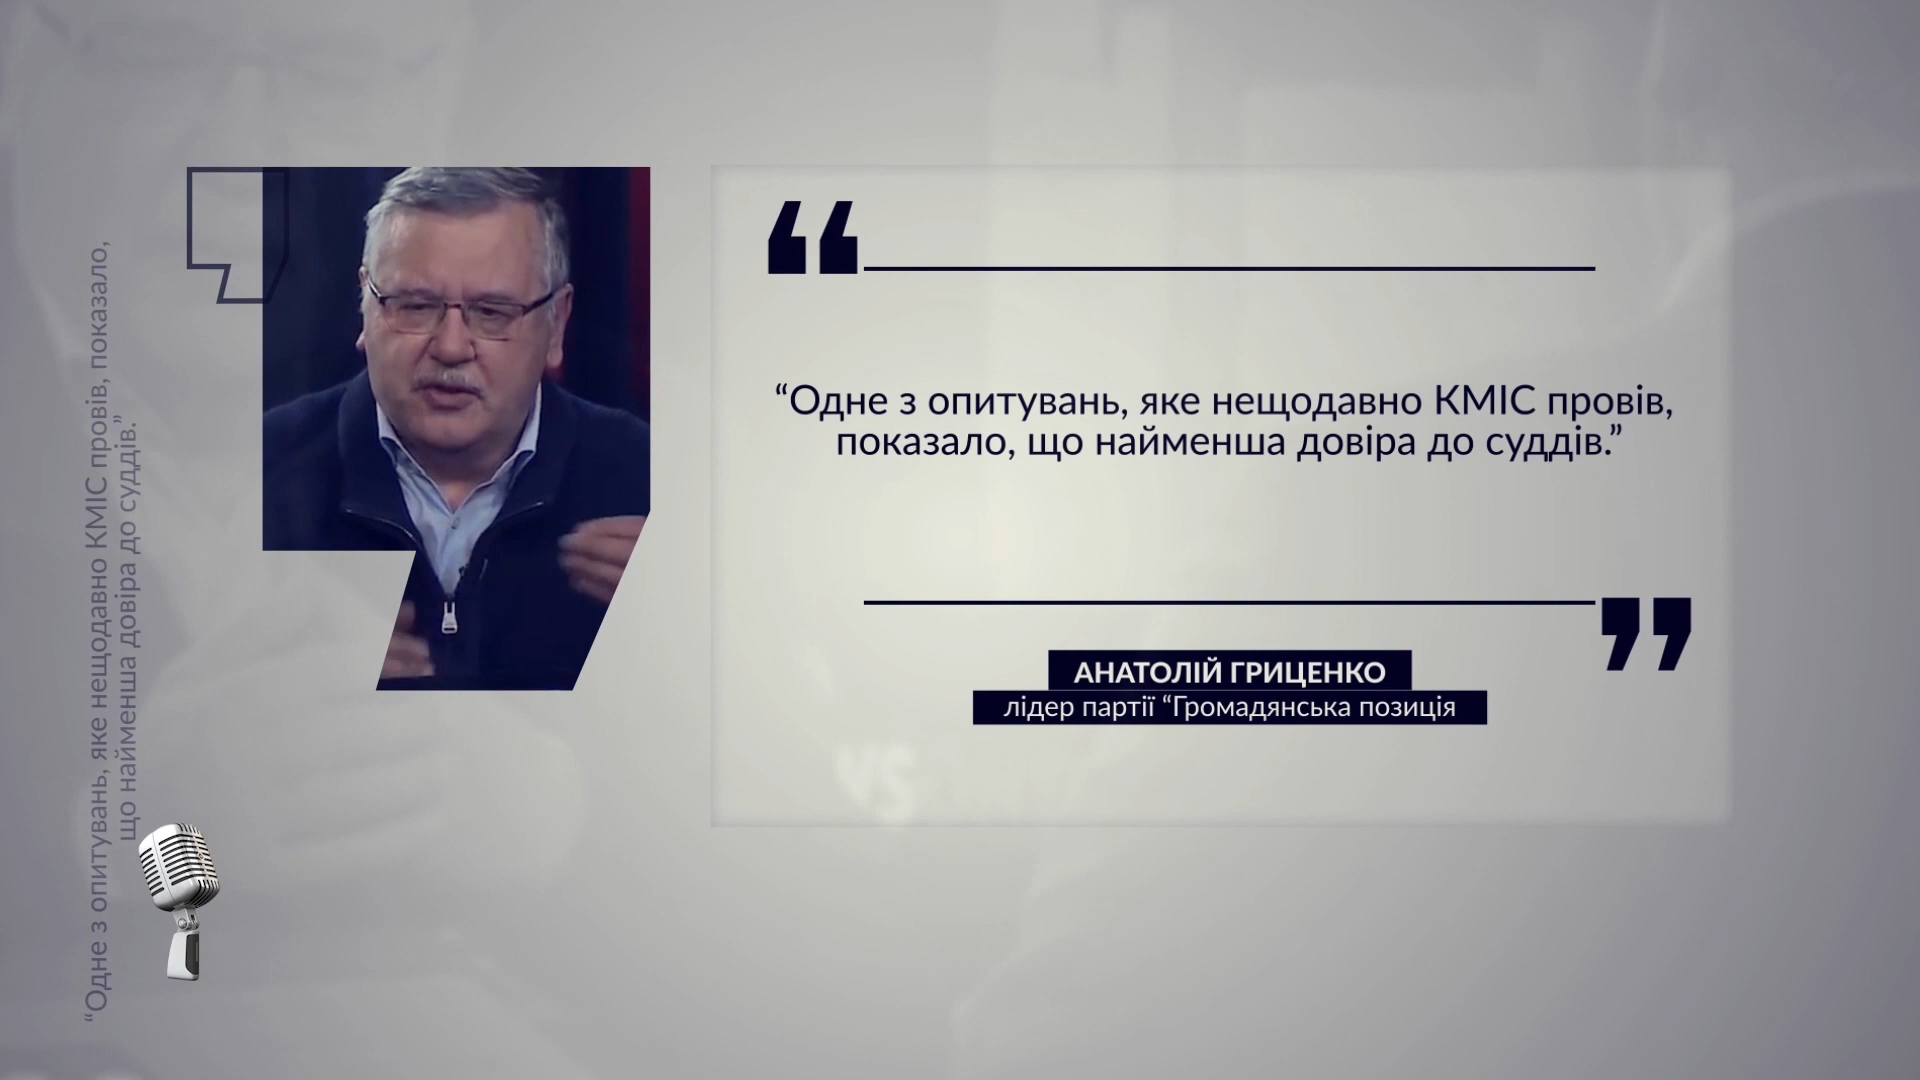 “Одне з опитувань, яке нещодавно КМІС провів,
показало, що найменша довіра до суддів.”
АНАТОЛІЙ ГРИЦЕНКО
лідер партії “Громадянська позиція
“Одне з опитувань, яке нещодавно КМІС провів, показало,
що найменша довіра до суддів.”
VS